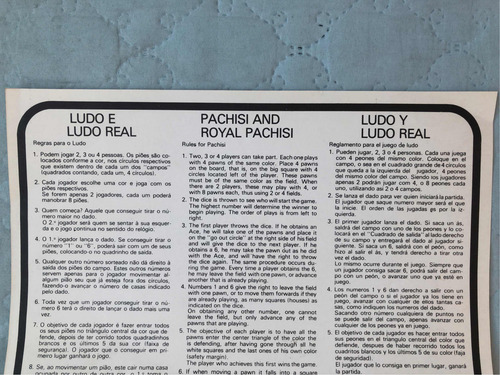 LUDO E
LUDO REAL
Regras para o Ludo
1. Podem jogar 2, 3 ou 4 pessoas. Os piões são co-
locados conforme a cor, nos círculos respectivos
que existem dentro de cada um dos "campos"
(quadrados contando, cada um, 4 círculos).
2. Cada jogador escolhe uma cor e joga com os
piões respectivos.
Se forem apenas 2 jogadores, cada um poderá
manobrar 8 piões.
3. Quem começa? Aquele que conseguir tirar o nú-
mero maior no dado.
O 2.º jogador será quem se sentar à sua esquer-
da e o jogo continua no sentido do relógio.
4. O 1.º jogador lança o dado. Se conseguir tirar o
número "1" ou "6", poderá sair com um de seus
piões, colocando-o no quadrinho de saída.
5. Qualquer outro número sorteado não dá direito à
saída dos piões do campo. Estes outros números
servem apenas para o jogador movimentar al-
gum pião seu que já esteja fora dos círculos,
fazendo-o avançar o número de casas indicado
pelo dado.
6. Toda vez que um jogador conseguir tirar o nú-
mero 6 terá o direito de lançar o dado mais uma
vez.
7. O objetivo de cada jogador é fazer entrar todos
os seus piões no triângulo central da cor que de-
fende, depois de ter corrido todos quadradinhos
brancos e os últimos 5 da sua cor (faixa de
segurança). O jogador que o conseguir em pri-
meiro lugar ganhará o jogo.
8. Se, ao movimentar um pião, este cair numa casa
PACHISI AND
ROYAL PACHISI
Rules for Pachisi
1. Two, 3 or 4 players can take part. Each one plays
with 4 pawns of the same color. Place 4 pawns
on the board, that is, on the big square with 4
circles located left of the player. These pawns
must be of the same color as the field. When
there are 2 players, these may play with 4, or
with 8 pawns each, thus using 2 or 4 fields.
2. The dice is thrown to see who will start the game.
The highest number will determine the winner to
begin playing. The order of plays is from left to
right.
3. The first player throws the dice. If he obtains an
Ace, he will take one of the pawns and place it
on the "go out circle" at the right side of the field
and will give the dice to the next player. If he
obtains a 6, he may take the pawn out as he did
with the Ace, and will have the right to throw
the dice again. The same procedure occurs du-
ring the game. Every time a player obtains the 6,
he may leave the field with one pawn, or advance
another that is already playing.
4. Numbers 1 and 6 give the right to leave the field
with one pawn, or to move them forwards if they
are already playing, as many squares (houses) as
indicated on the dice.
On obtaining any other number, one cannot
leave the field, but only advance any of the
pawns that are playing.
5. The objective of each player is to have all the
pawns enter the center triangle of the color he
is defending, after having gone through all he
white squares and the last ones of his own color
(safety margin).
The player who achieves this first wins the game.
6. If when moving a pawn it falls into a square
LUDO Y
LUDO REAL
Reglamento para el juego de ludo
1. Pueden jugar, 2, 3 o 4 personas. Cada una juega
con 4 peones del mismo color. Coloque en el
campo, o sea en el cuadrado grande de 4 círculos
que queda a la izquierda del jugador, 4 peones
del mismo color del campo. Siendo los jugadores
apenas 2 podrán jugar con 4, o 8 peones cada
uno, utilizando así 2 o 4 campos.
2. Se lanza el dado para ver quien iniciará la partida.
El jugador que saque numero mayor será el que
la inicie. El orden de las jugadas es por la iz-
quierda.
3. El primer jugador lanza el dado. Si saca un as,
saldrá del campo con uno de los peones y lo co-
locará en el "Cuadrado de salida" al lado derecho
de su campo y entregará el dado al jugador si-
guiente. Si saca un 6, saldrá con el peón, como
hizo al salir el ás, y tendrá derecho a tirar otra
vez el dado.
Lo mismo ocurre durante el juego. Siempre que
un jugador consiga sacar 6, podrá salir del cam-
po con un peón, o avanzar uno que ya esté en
juego.
4. Los numeros 1 y 6 dan derecho a salir con un
peón del campo o si el jugador ya los tiene en
juego, avanzar con cualquier de ellos tantas ca-
sas, como indiquen los numeros del dado.
Sacando otro número cualquiera de puntos no
se puede salir del campo, apenas avanzar con
cualquier de los peones ya en juego.
5. El objetivo de cada jugador es hacer entrar todos
sus peones en el triangulo central del color que
defiende, despues de haber recorrido todos los
cuadritos blancos y los últimos 5 de su color (faja
de seguridad).
El jugador que lo consiga en primer lugar, ganará
la partida.